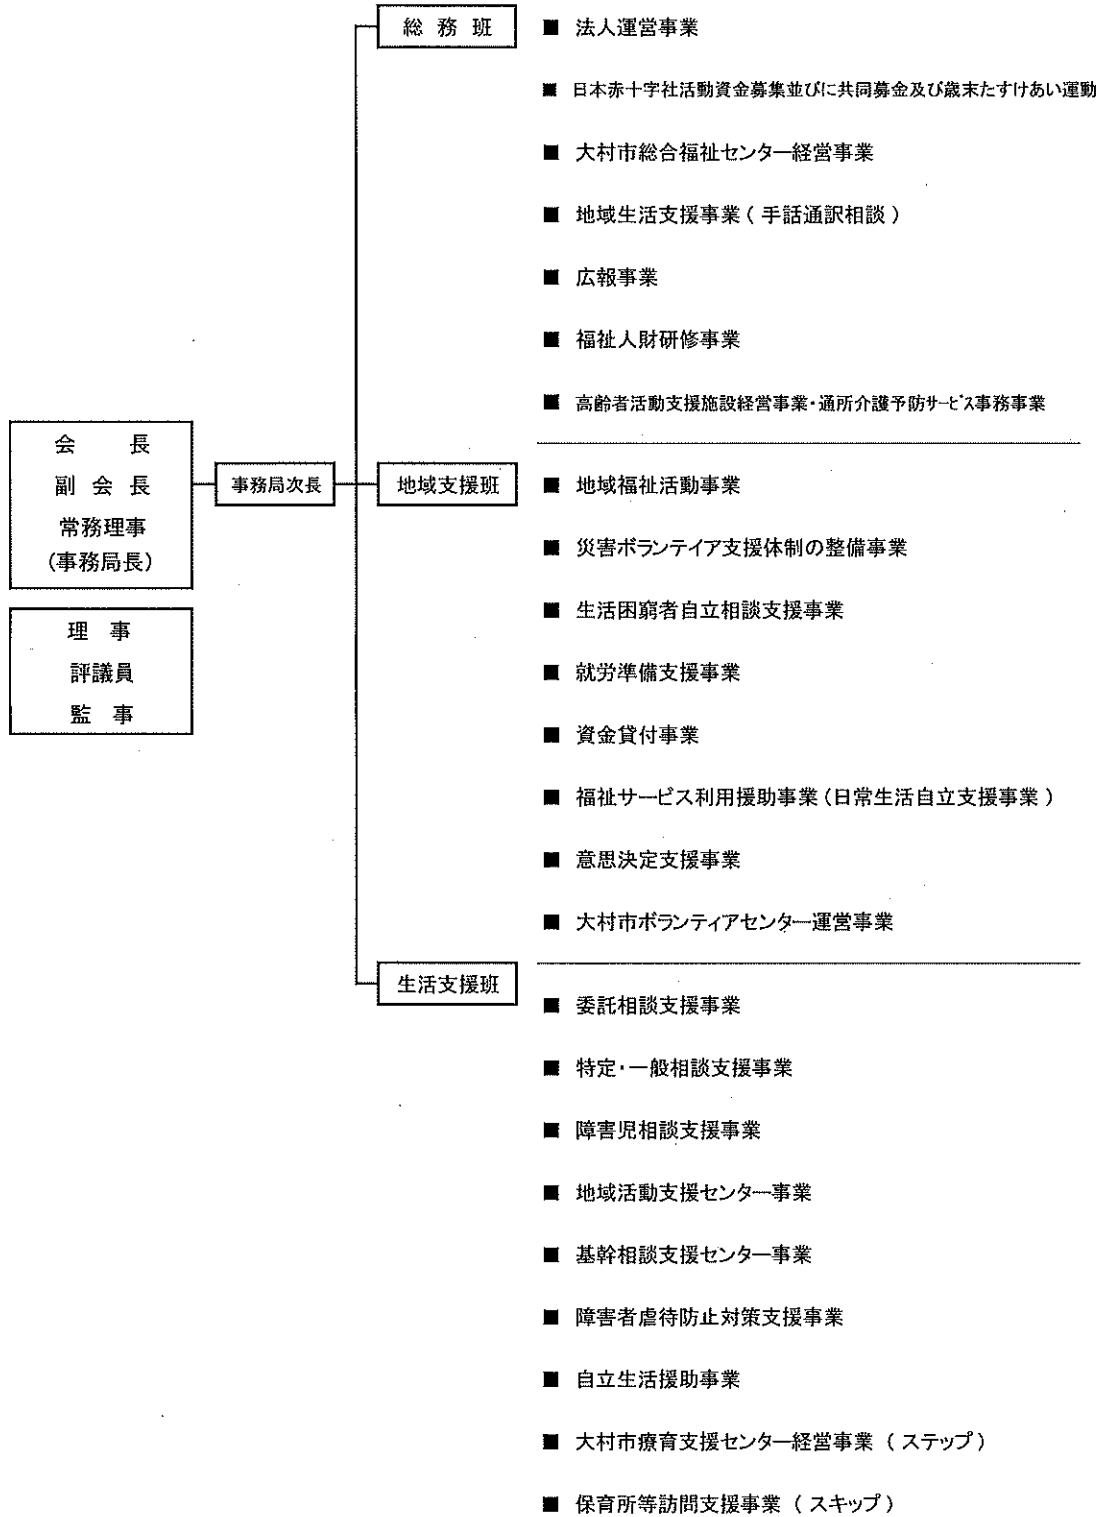 総務班
■ 法人運営事業
■ 日本赤十字社活動資金募集並びに共同募金及び歳末たすけあい運動
■ 大村市総合福祉センター経営事業
■ 地域生活支援事業（手話通訳相談）
■ 広報事業
■ 福祉人財研修事業
■ 高齢者活動支援施設経営事業・通所介護予防ｻｰﾋﾞｽ事務事業
会長
副会長
常務理事
(事務局長)
理事
評議員
監事
事務局次長
地域支援班
■ 地域福祉活動事業
■ 災害ボランテイア支援体制の整備事業
■ 生活困窮者自立相談支援事業
■ 就労準備支援事業
■ 資金貸付事業
■ 福祉サービス利用援助事業（日常生活自立支援事業）
■ 意思決定支援事業
■ 大村市ボランティアセンター運営事業
生活支援班
■ 委託相談支援事業
■ 特定・一般相談支援事業
■ 障害児相談支援事業
■ 地域活動支援センター事業
■ 基幹相談支援センター事業
■ 障害者虐待防止対策支援事業
■ 自立生活援助事業
■ 大村市療育支援センター経営事業（ステップ）
■ 保育所等訪問支援事業（スキップ）